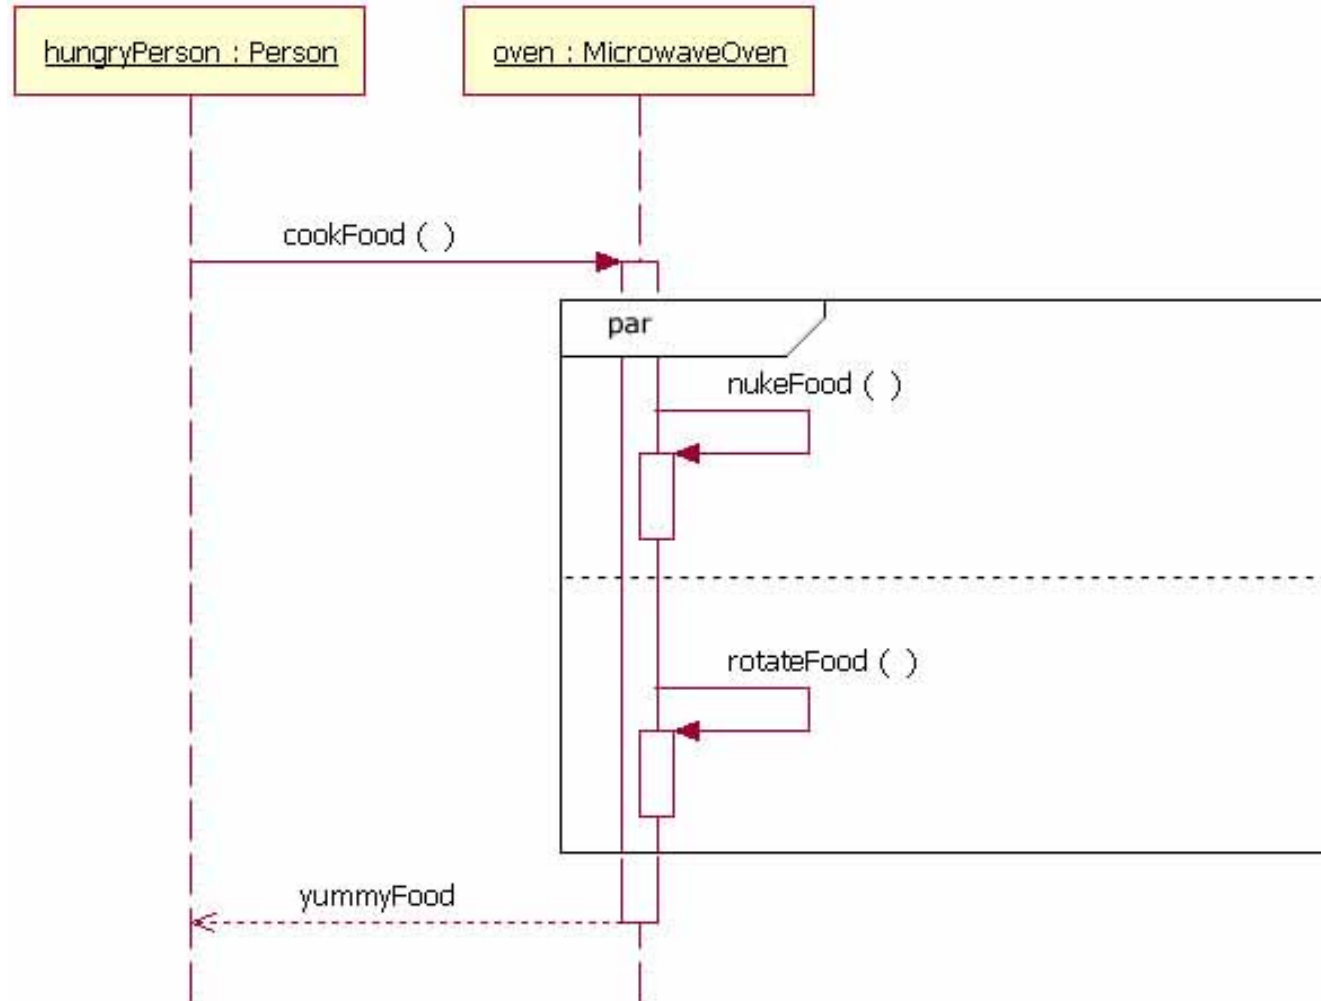 hungryPerson : Person
oven : MicrowaveOven
cookFood ( )
par
nukeFood ( )
rotateFood ( )
yummyFood